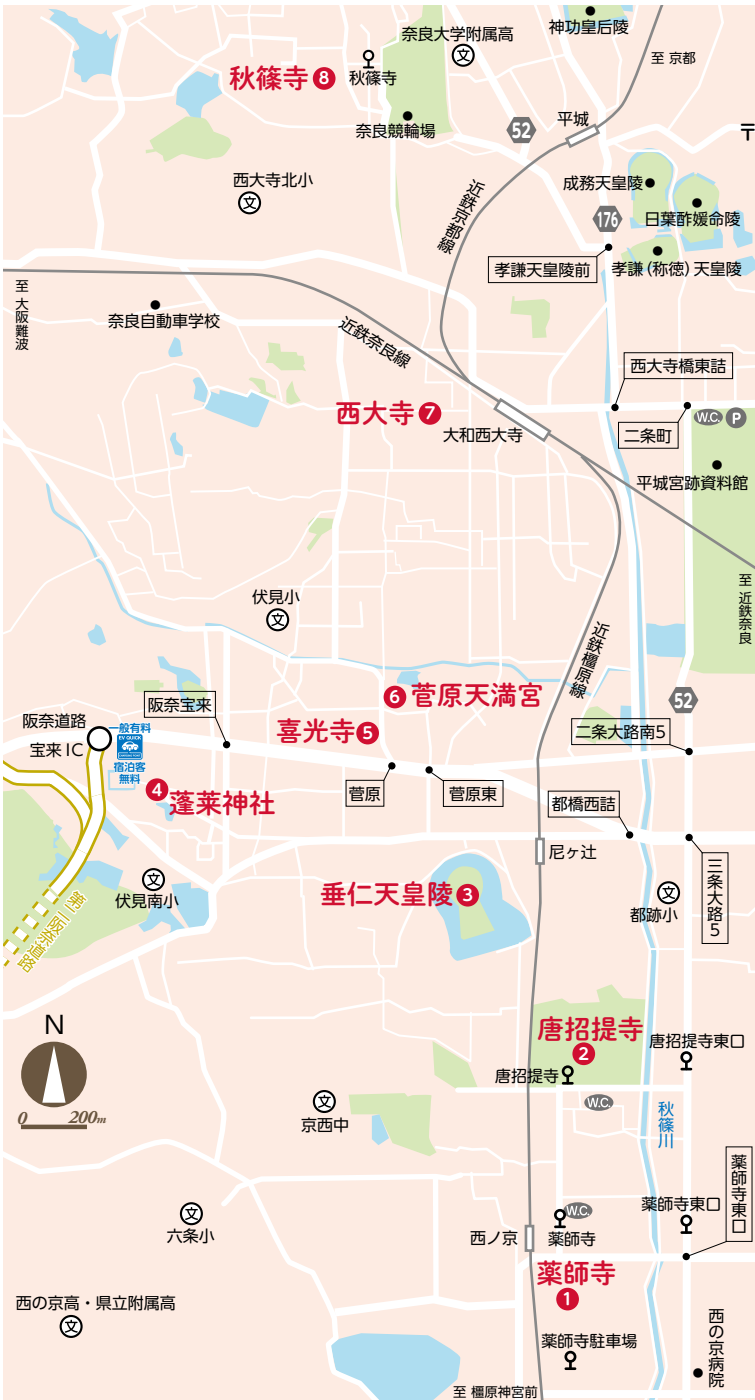 奈良大学附属高
文
神功皇后陵
至 京都
秋篠寺 8
秋篠寺
奈良競輪場
52
平城
〒
西大寺北小
文
近鉄京都線
成務天皇陵
176
日葉酢媛命陵
孝謙天皇陵前
孝謙(称徳)天皇陵
至 大阪難波
奈良自動車学校
近鉄奈良線
西大寺橋東詰
西大寺 7
大和西大寺
W.C.
P
二条町
平城宮跡資料館
至 近鉄奈良
伏見小
文
近鉄橿原線
6 菅原天満宮
52
阪奈宝来
阪奈道路
宝来IC
一般有料
EV QUICK
宿泊客
無料
喜光寺 5
二条大路南5
4
蓬莱神社
菅原
菅原東
都橋西詰
尼ヶ辻
三条大路5
文
伏見南小
垂仁天皇陵 3
文
都跡小
第二阪奈道路
N
0 200m
唐招提寺
2
唐招提寺
唐招提寺東口
W.C.
文
京西中
秋篠川
薬師寺東口
文
六条小
W.C.
薬師寺
薬師寺東口
西ノ京
薬師寺
1
西の京高・県立附属高
文
薬師寺駐車場
西の京病院
至 橿原神宮前